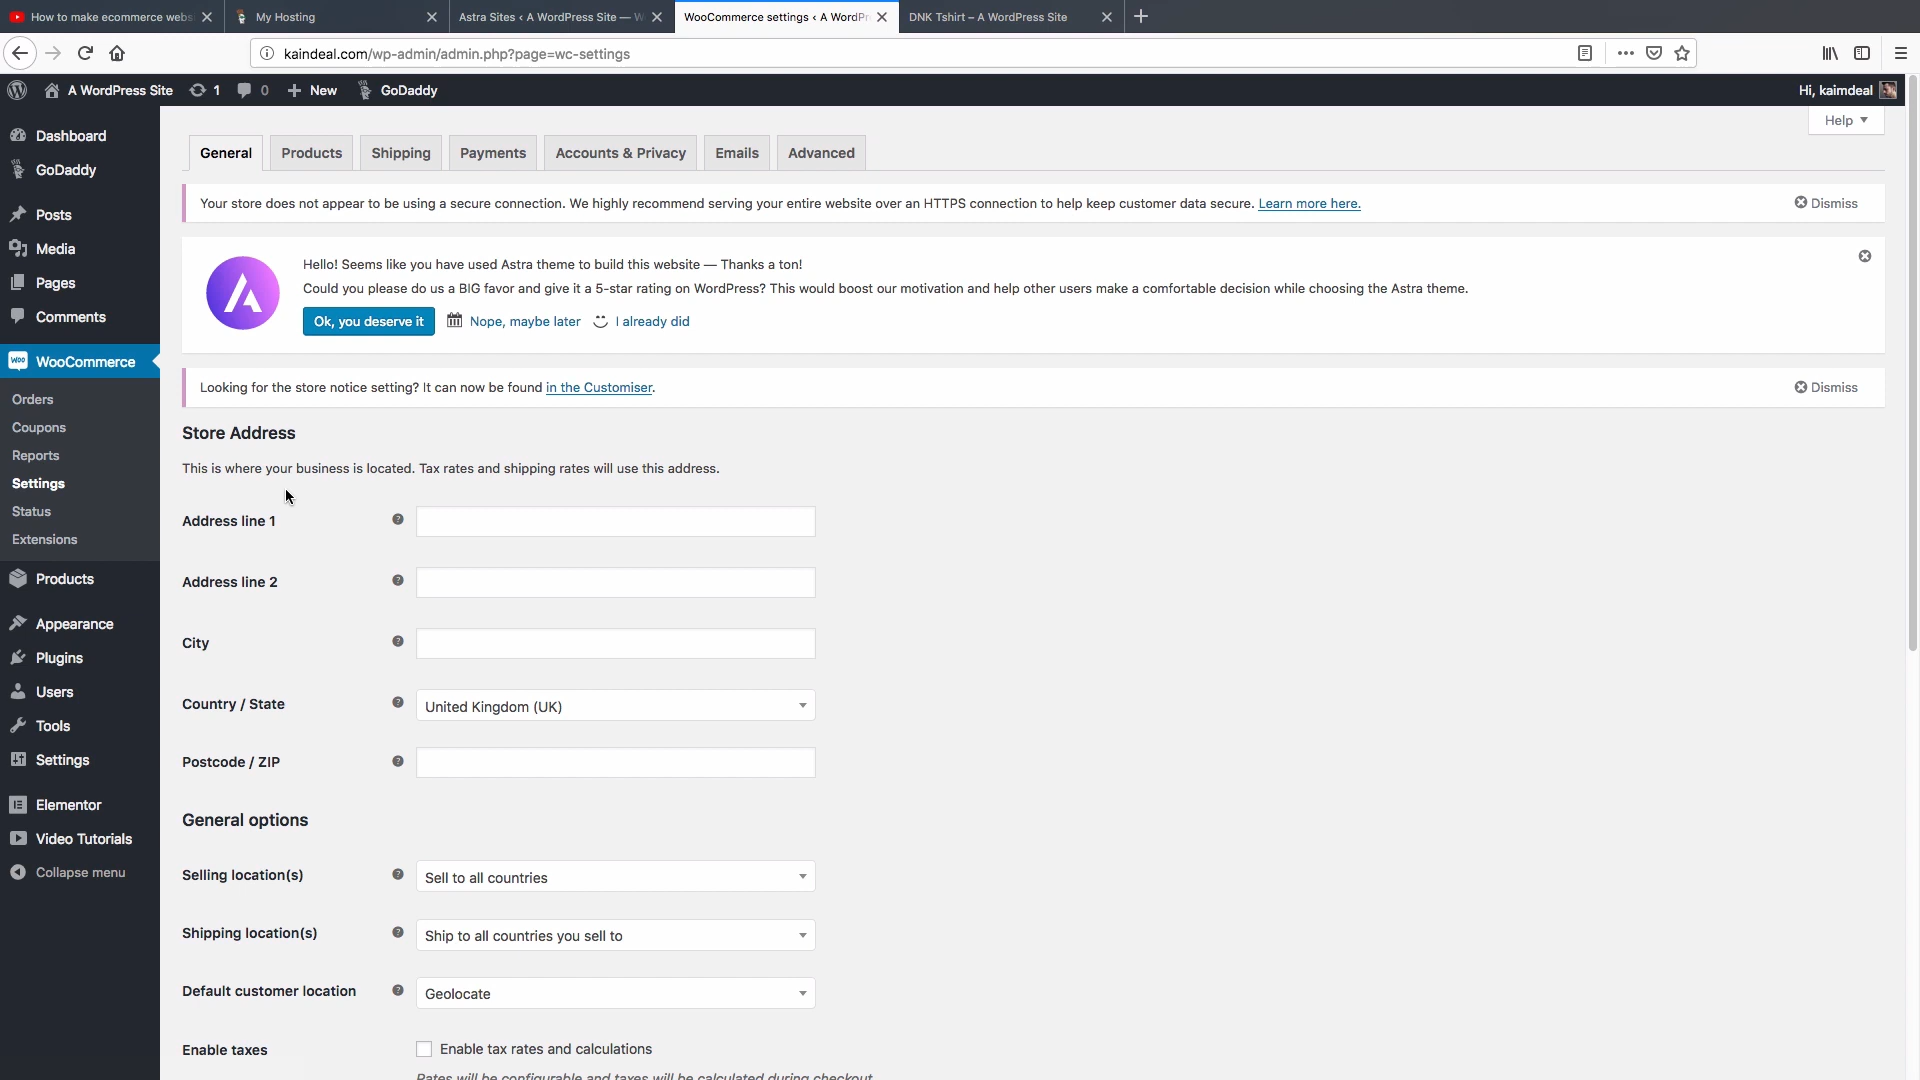 How to make ecommerce webs
My Hosting
Astra Sites ‹ A WordPress Site — W
WooCommerce settings ‹ A WordPr
DNK Tshirt – A WordPress Site
kaindeal.com/wp-admin/admin.php?page=wc-settings
A WordPress Site
1
0
New
GoDaddy
Hi, kaimdeal
Help
Dashboard
GoDaddy
Posts
Media
Pages
Comments
WooCommerce
Orders
Coupons
Reports
Settings
Status
Extensions
Products
Appearance
Plugins
Users
Tools
Settings
Elementor
Video Tutorials
Collapse menu
General
Products
Shipping
Payments
Accounts & Privacy
Emails
Advanced
Your store does not appear to be using a secure connection. We highly recommend serving your entire website over an HTTPS connection to help keep customer data secure. Learn more here.
Dismiss
Hello! Seems like you have used Astra theme to build this website — Thanks a ton!
Could you please do us a BIG favor and give it a 5-star rating on WordPress? This would boost our motivation and help other users make a comfortable decision while choosing the Astra theme.
Ok, you deserve it
Nope, maybe later
I already did
Looking for the store notice setting? It can now be found in the Customiser.
Dismiss
Store Address
This is where your business is located. Tax rates and shipping rates will use this address.
Address line 1
Address line 2
City
Country / State
United Kingdom (UK)
Postcode / ZIP
General options
Selling location(s)
Sell to all countries
Shipping location(s)
Ship to all countries you sell to
Default customer location
Geolocate
Enable taxes
Enable tax rates and calculations
Rates will be configurable and taxes will be calculated during checkout.